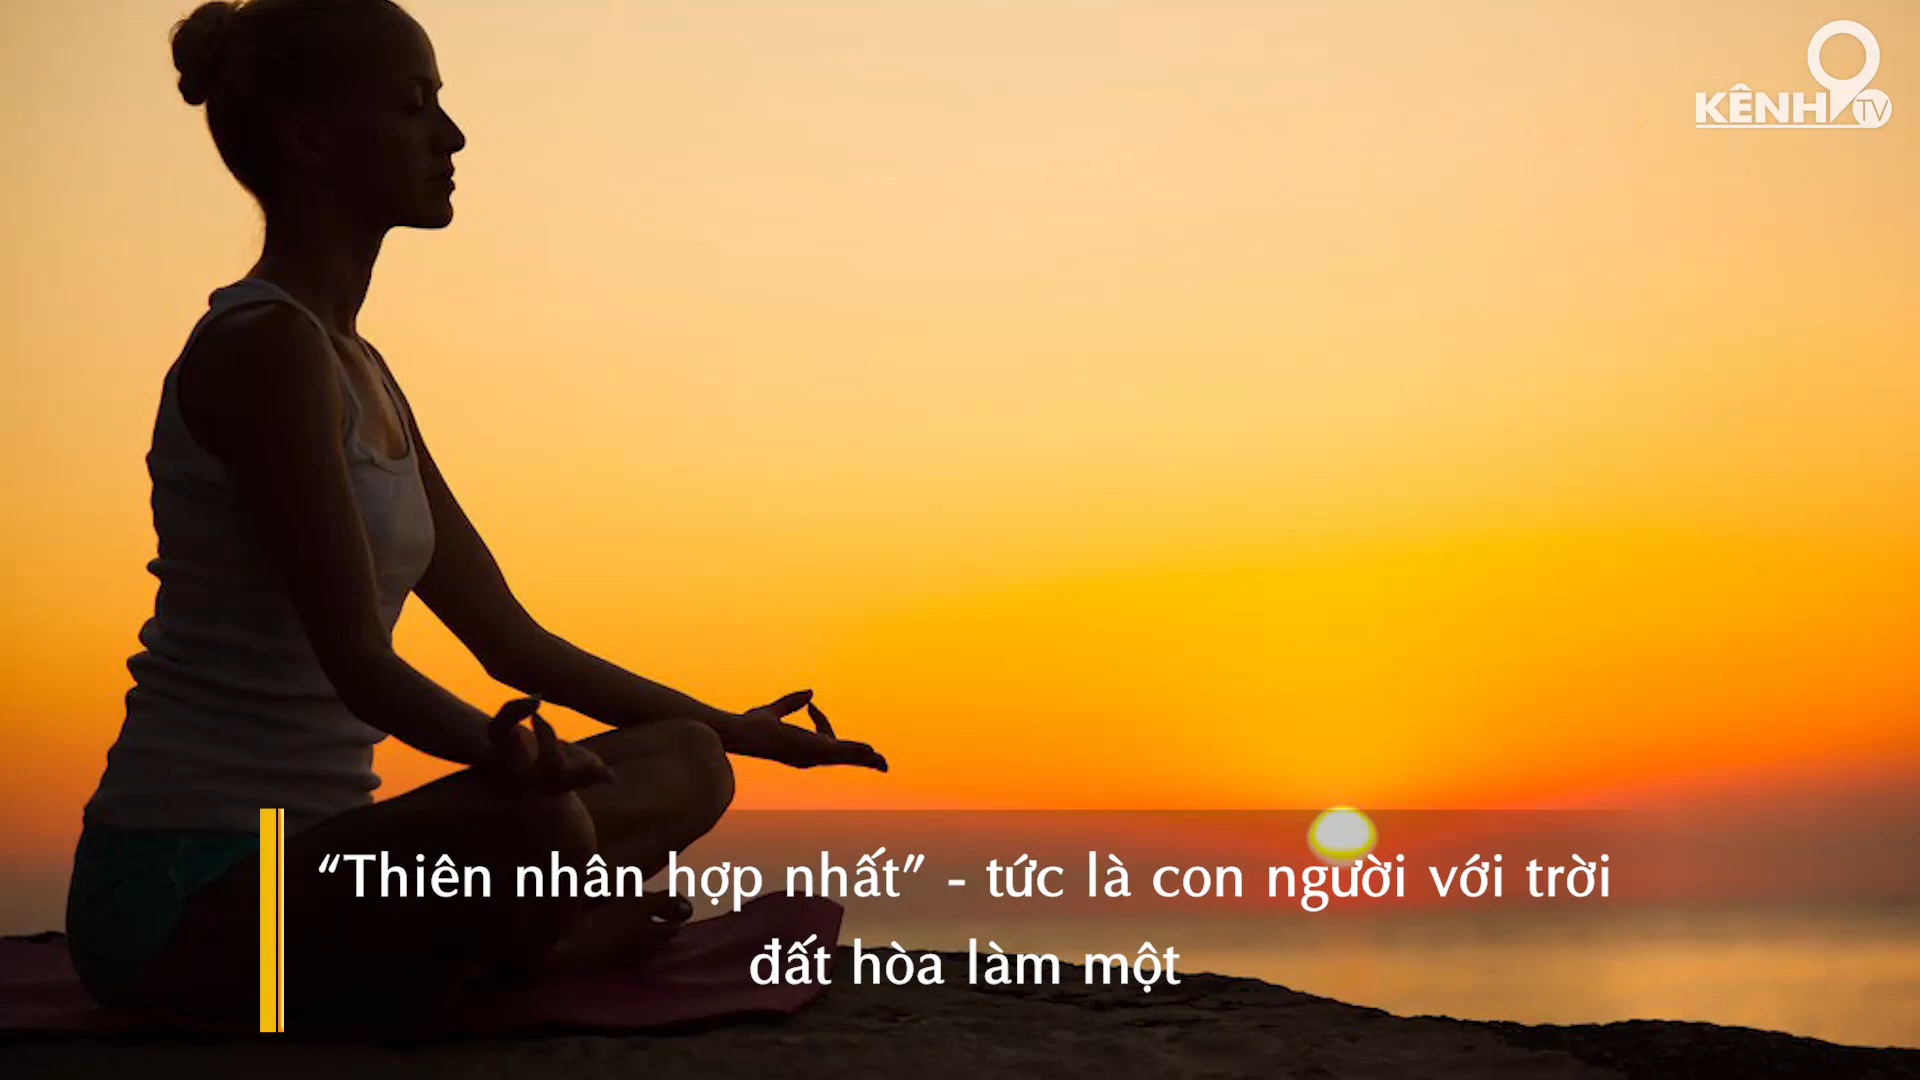 KÊNH TV
“Thiên nhân hợp nhất” - tức là con người với trời
đất hòa làm một